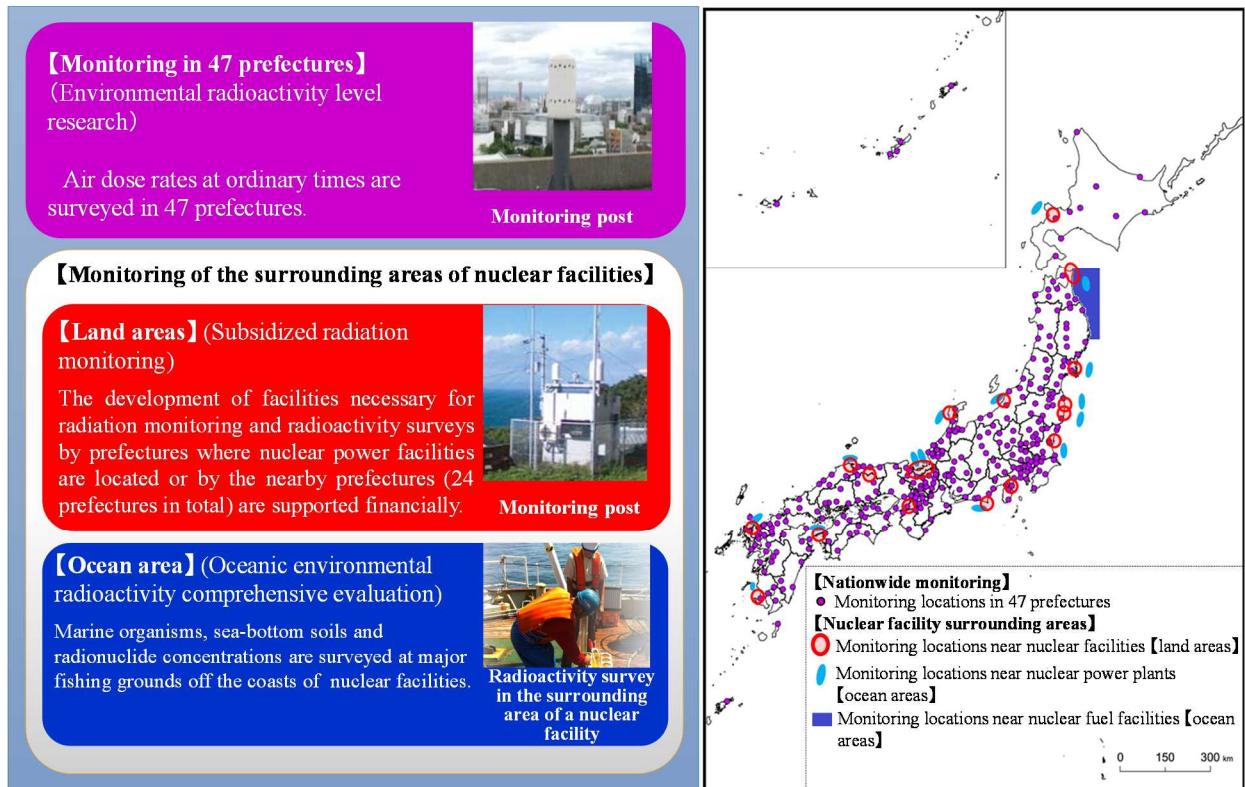 【Monitoring in 47 prefectures】
（Environmental radioactivity level
research）
Air dose rates at ordinary times are
surveyed in 47 prefectures.
Monitoring post
【Monitoring of the surrounding areas of nuclear facilities】
【Land areas】(Subsidized radiation
monitoring)
The development of facilities necessary for
radiation monitoring and radioactivity surveys
by prefectures where nuclear power facilities
are located or by the nearby prefectures (24
prefectures in total) are supported financially.
Monitoring post
【Ocean area】(Oceanic environmental
radioactivity comprehensive evaluation)
Marine organisms, sea-bottom soils and
radionuclide concentrations are surveyed at major
fishing grounds off the coasts of nuclear facilities.
Radioactivity survey
in the surrounding
area of a nuclear
facility
【Nationwide monitoring】
Monitoring locations in 47 prefectures
【Nuclear facility surrounding areas】
Monitoring locations near nuclear facilities【land areas】
Monitoring locations near nuclear power plants
【ocean areas】
Monitoring locations near nuclear fuel facilities【ocean
areas】
0 150 300 km